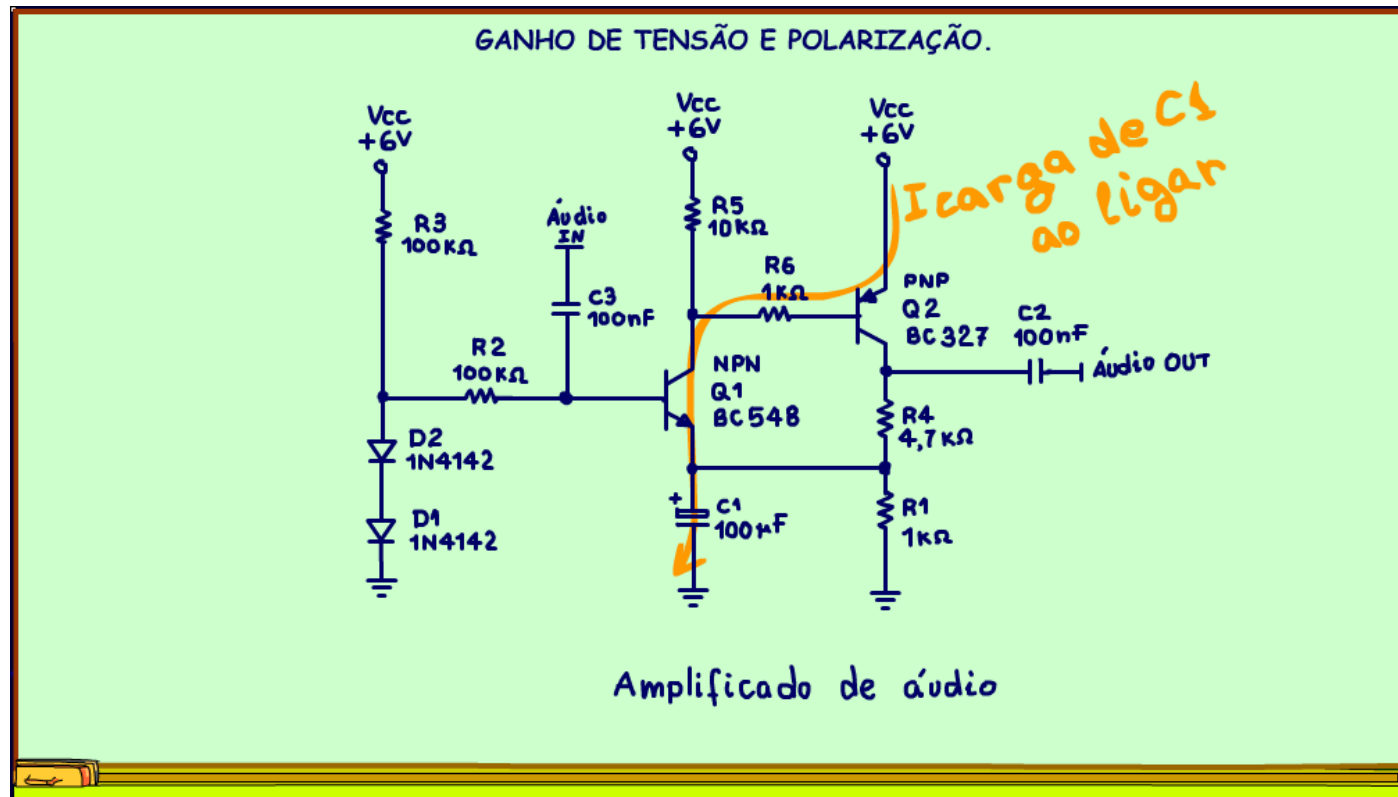 GANHO DE TENSÃO E POLARIZAÇÃO.
Vcc
+6V
R3
100KΩ
Áudio
IN
C3
100nF
R2
100KΩ
D2
1N4142
D1
1N4142
Vcc
+6V
R5
10KΩ
R6
1KΩ
NPN
Q1
BC548
+
C1
100µF
Vcc
+6V
PNP
Q2
BC327
C2
100nF
Áudio OUT
R4
4,7KΩ
R1
1KΩ
Icarga de C1
ao ligar
Amplificado de áudio